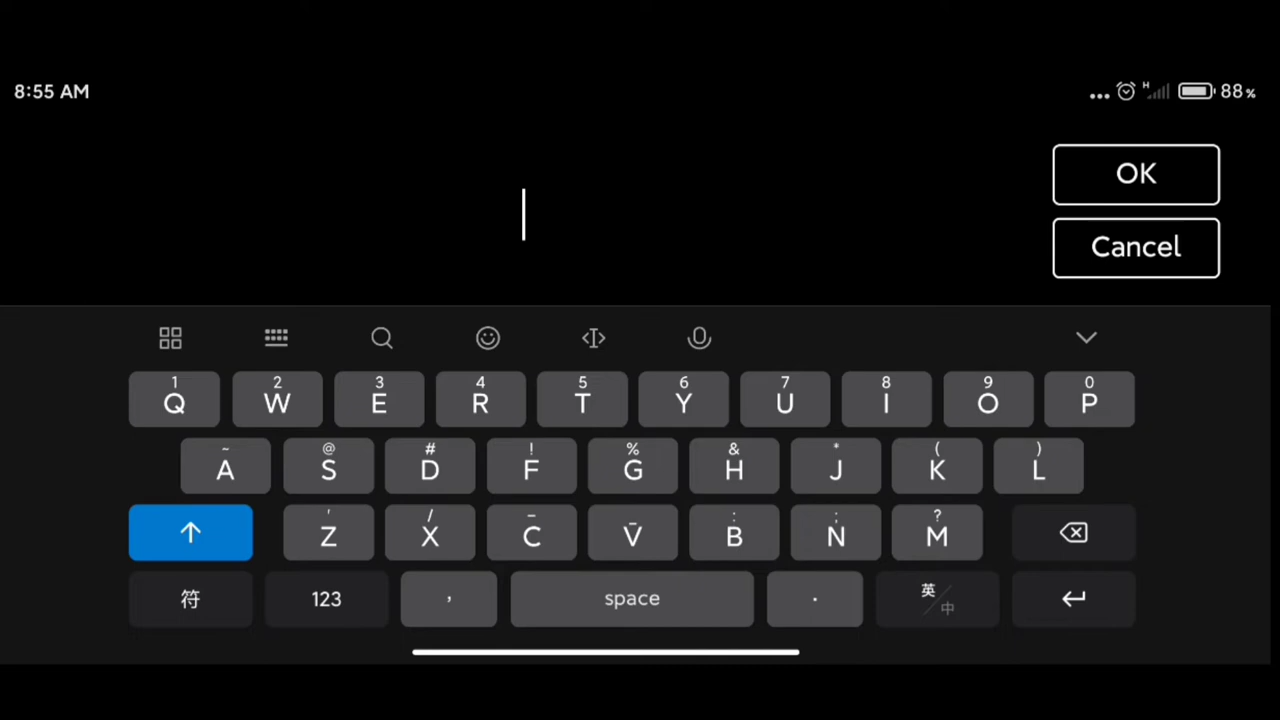 8:55 AM
H 88%
OK
Cancel
1 2 3 4 5 6 7 8 9 0
Q W E R T Y U I O P
~ @ # ! % & * ( )
A S D F G H J K L
' / – _ : ; ?
Z X C V B N M
符 123 , space . 英/中